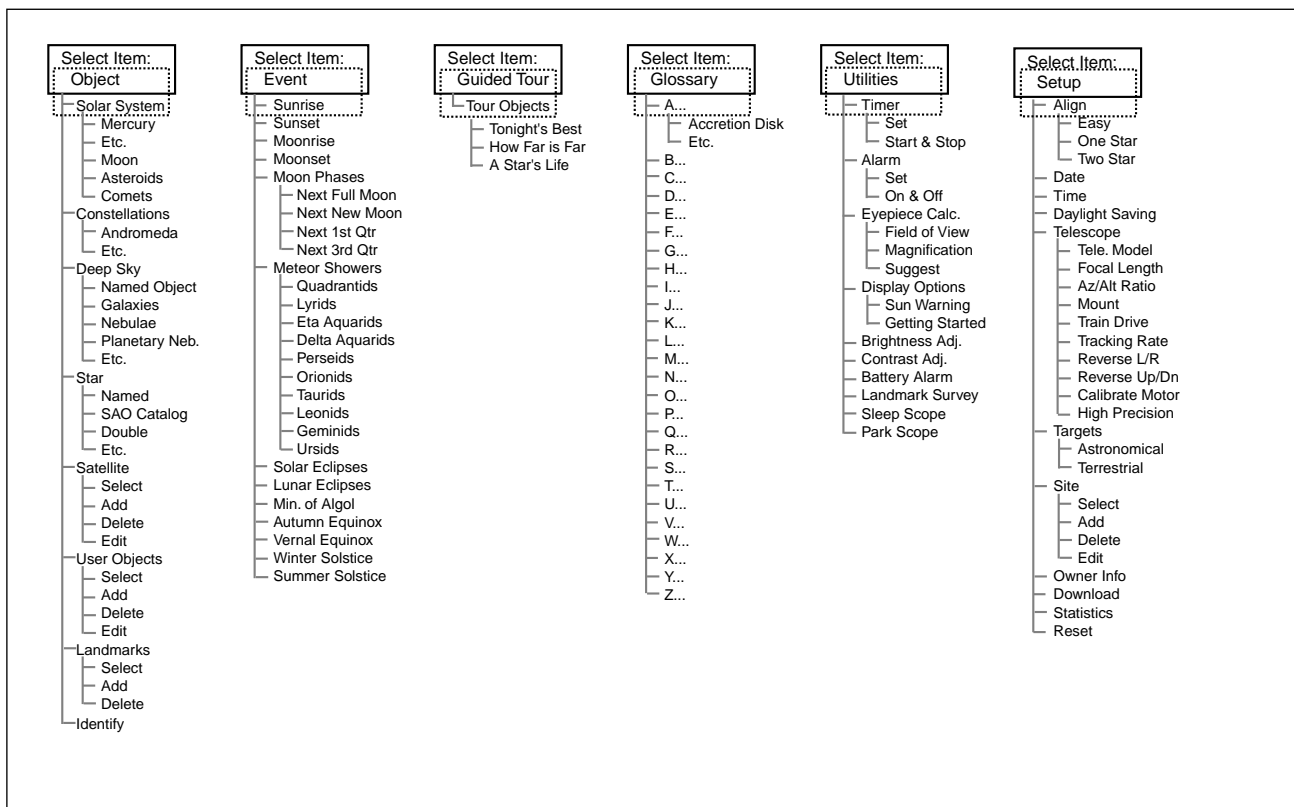 Select Item:
Object
Solar System
Mercury
Etc.
Moon
Asteroids
Comets
Constellations
Andromeda
Etc.
Deep Sky
Named Object
Galaxies
Nebulae
Planetary Neb.
Etc.
Star
Named
SAO Catalog
Double
Etc.
Satellite
Select
Add
Delete
Edit
User Objects
Select
Add
Delete
Edit
Landmarks
Select
Add
Delete
Identify
Select Item:
Event
Sunrise
Sunset
Moonrise
Moonset
Moon Phases
Next Full Moon
Next New Moon
Next 1st Qtr
Next 3rd Qtr
Meteor Showers
Quadrantids
Lyrids
Eta Aquarids
Delta Aquarids
Perseids
Orionids
Taurids
Leonids
Geminids
Ursids
Solar Eclipses
Lunar Eclipses
Min. of Algol
Autumn Equinox
Vernal Equinox
Winter Solstice
Summer Solstice
Select Item:
Guided Tour
Tour Objects
Tonight's Best
How Far is Far
A Star's Life
Select Item:
Glossary
A...
Accretion Disk
Etc.
B...
C...
D...
E...
F...
G...
H...
I...
J...
K...
L...
M...
N...
O...
P...
Q...
R...
S...
T...
U...
V...
W...
X...
Y...
Z...
Select Item:
Utilities
Timer
Set
Start & Stop
Alarm
Set
On & Off
Eyepiece Calc.
Field of View
Magnification
Suggest
Display Options
Sun Warning
Getting Started
Brightness Adj.
Contrast Adj.
Battery Alarm
Landmark Survey
Sleep Scope
Park Scope
Select Item:
Setup
Align
Easy
One Star
Two Star
Date
Time
Daylight Saving
Telescope
Tele. Model
Focal Length
Az/Alt Ratio
Mount
Train Drive
Tracking Rate
Reverse L/R
Reverse Up/Dn
Calibrate Motor
High Precision
Targets
Astronomical
Terrestrial
Site
Select
Add
Delete
Edit
Owner Info
Download
Statistics
Reset